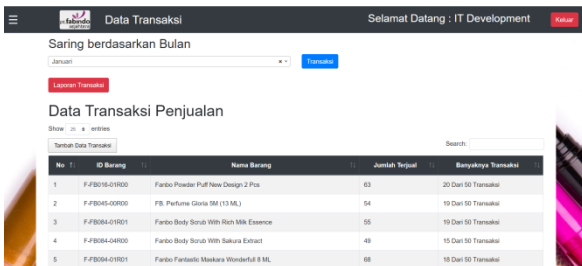 pt.fabindo
sejahtera
Data Transaksi
Selamat Datang : IT Development
Keluar
Saring berdasarkan Bulan
Januari
Transaksi
Laporan Transaksi
Data Transaksi Penjualan
Show 25 entries
Tambah Data Transaksi
Search:
No ID Barang Nama Barang Jumlah Terjual Banyaknya Transaksi
1 F-FB016-01R00 Fanbo Powder Puff New Design 2 Pcs 63 20 Dari 50 Transaksi
2 F-FB045-00R00 FB. Perfume Gloria SM (13 ML) 54 19 Dari 50 Transaksi
3 F-FB084-01R01 Fanbo Body Scrub With Rich Milk Essence 55 19 Dari 50 Transaksi
4 F-FB084-04R00 Fanbo Body Scrub With Sakura Extract 49 15 Dari 50 Transaksi
5 F-FB094-01R01 Fanbo Fantastic Maskara Wonderfull 8 ML 68 18 Dari 50 Transaksi